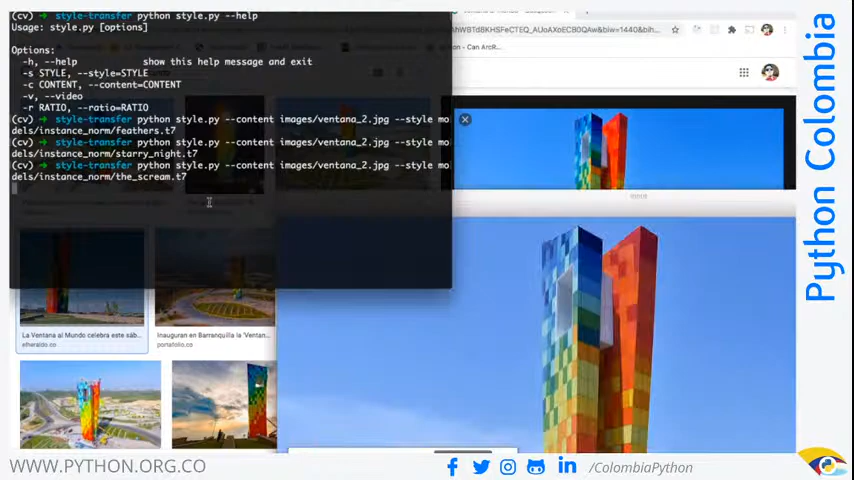 (cv) ➜ style-transfer python style.py --help
Usage: style.py [options]
Options:
-h, --help show this help message and exit
-s STYLE, --style=STYLE
-c CONTENT, --content=CONTENT
-v, --video
-r RATIO, --ratio=RATIO
(cv) ➜ style-transfer python style.py --content images/ventana_2.jpg --style mo
dels/instance_norm/feathers.t7
(cv) ➜ style-transfer python style.py --content images/ventana_2.jpg --style mo
dels/instance_norm/starry_night.t7
(cv) ➜ style-transfer python style.py --content images/ventana_2.jpg --style mo
dels/instance_norm/the_scream.t7
Input
La Ventana al Mundo celebra este sáb...
elheraldo.co
Inauguran en Barranquilla la 'Ventan...
portafolio.co
Python Colombia
WWW.PYTHON.ORG.CO
/ColombiaPython